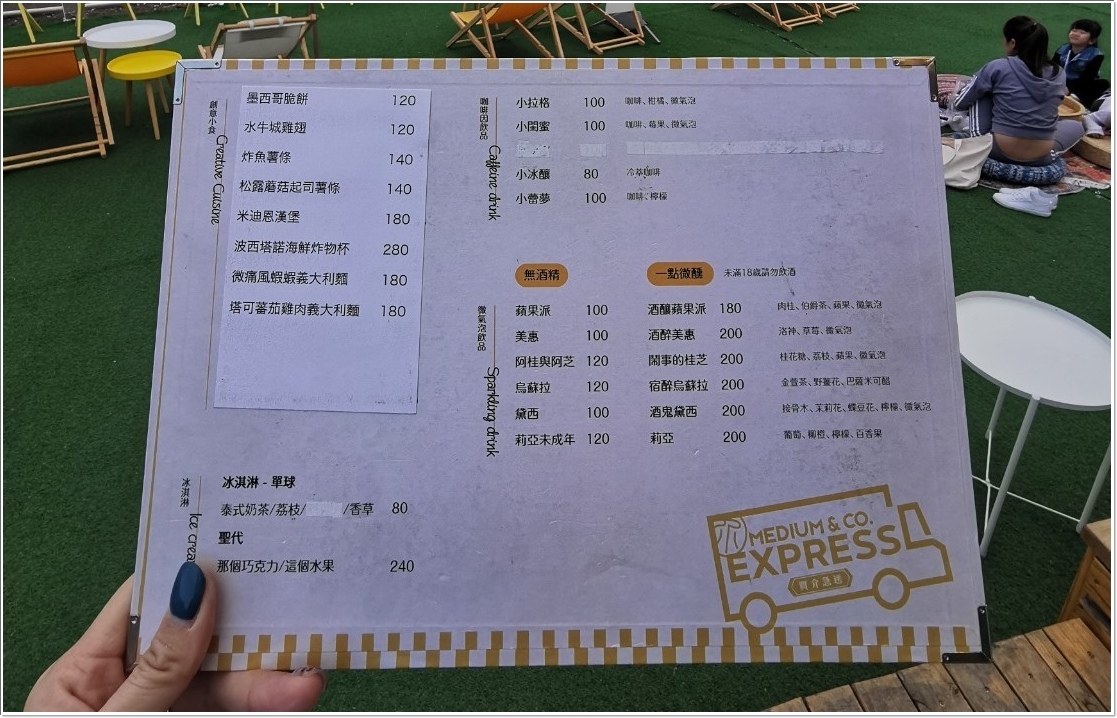 創意小食 Creative Cuisine
墨西哥脆餅 120
水牛城雞翅 120
炸魚薯條 140
松露蘑菇起司薯條 140
米迪恩漢堡 180
波西塔諾海鮮炸物杯 280
微痛風蝦蝦義大利麵 180
塔可蕃茄雞肉義大利麵 180
冰淇淋 Ice crea
冰淇淋 - 單球
泰式奶茶/荔枝/ /香草 80
聖代
那個巧克力/這個水果 240
咖啡因飲品 Caffeine drink
小拉格 100 咖啡、柑橘、微氣泡
小閨蜜 100 咖啡、莓果、微氣泡
小冰釀 80 冷萃咖啡
小蕾夢 100 咖啡、檸檬
微氣泡飲品 Sparkling drink
無酒精 一點微醺 未滿18歲請勿飲酒
蘋果派 100 酒釀蘋果派 180 肉桂、伯爵茶、蘋果、微氣泡
美惠 100 酒醉美惠 200 洛神、草莓、微氣泡
阿桂與阿芝 120 鬧事的桂芝 200 桂花糖、荔枝、蘋果、微氣泡
烏蘇拉 120 宿醉烏蘇拉 200 金萱茶、野薑花、巴薩米可醋
黛西 100 酒鬼黛西 200 接骨木、茉莉花、蝶豆花、檸檬、微氣泡
莉亞未成年 120 莉亞 200 葡萄、柳橙、檸檬、百香果
MEDIUM & CO.
EXPRESS
買介急送